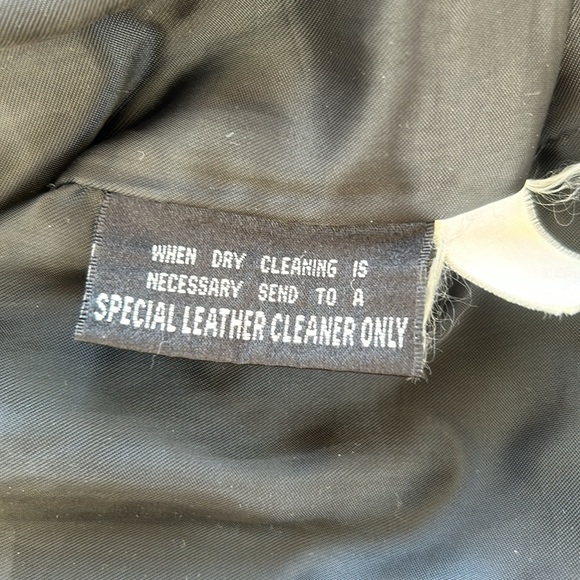 WHEN DRY CLEANING IS
NECESSARY SEND TO A
SPECIAL LEATHER CLEANER ONLY